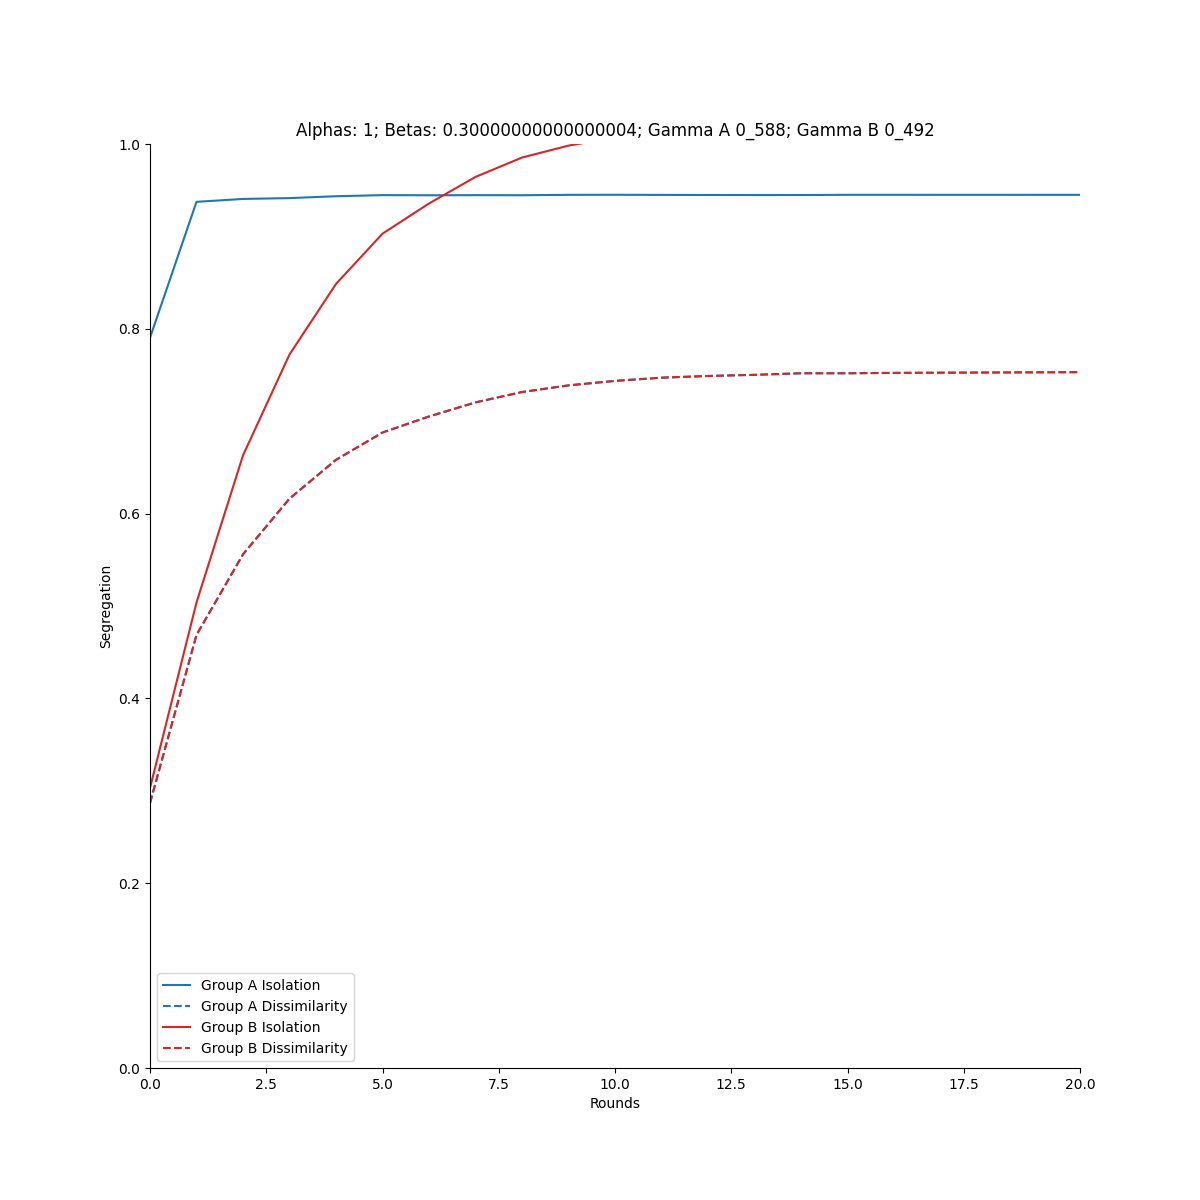 Alphas: 1; Betas: 0.30000000000000004; Gamma A 0_588; Gamma B 0_492
1.0
0.8
0.6
0.4
0.2
0.0
Segregation
Group A Isolation
Group A Dissimilarity
Group B Isolation
Group B Dissimilarity
0.0 2.5 5.0 7.5 10.0 12.5 15.0 17.5 20.0
Rounds